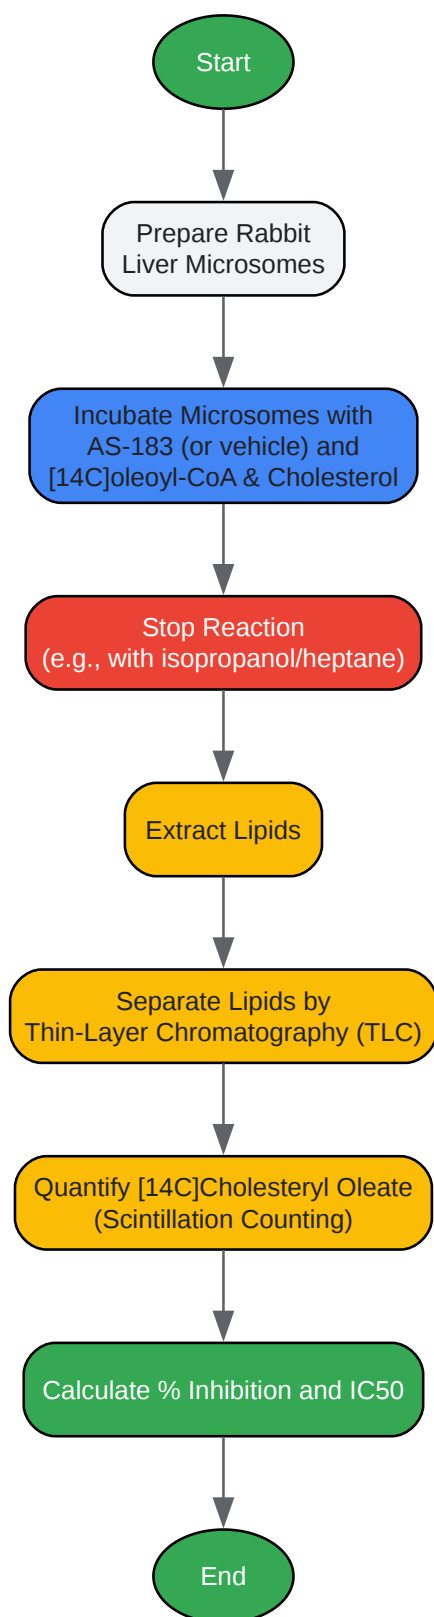 Start
Prepare Rabbit
Liver Microsomes
Incubate Microsomes with
AS-183 (or vehicle) and
[14C]oleoyl-CoA & Cholesterol
Stop Reaction
(e.g., with isopropanol/heptane)
Extract Lipids
Separate Lipids by
Thin-Layer Chromatography (TLC)
Quantify [14C]Cholesteryl Oleate
(Scintillation Counting)
Calculate % Inhibition and IC50
End